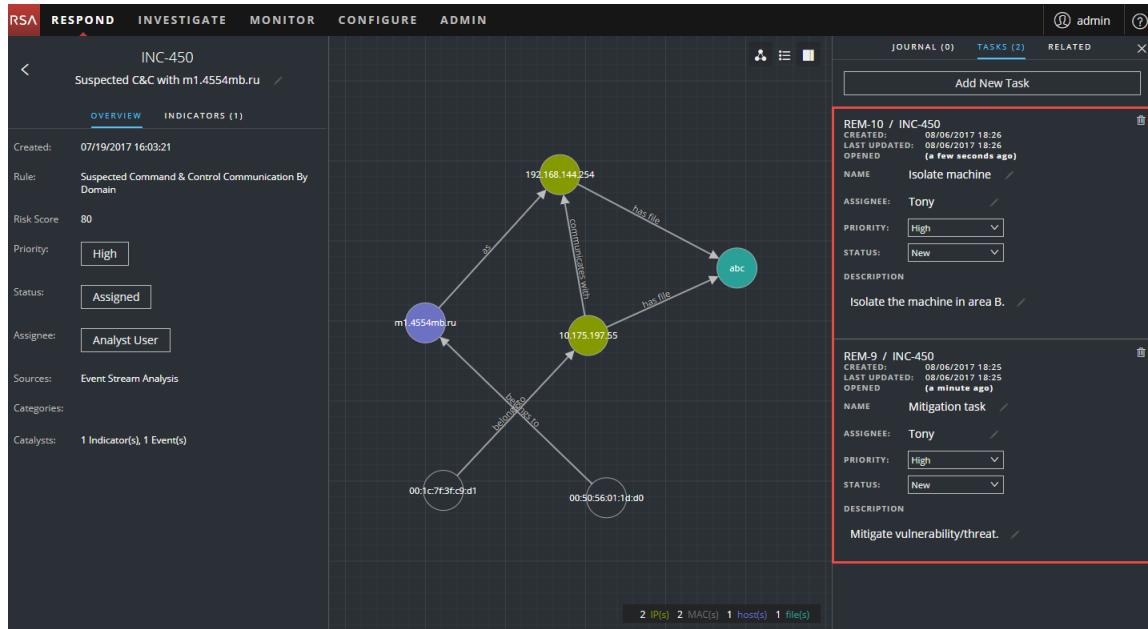 RSA RESPOND INVESTIGATE MONITOR CONFIGURE ADMIN admin ?
INC-450
Suspected C&C with m1.4554mb.ru
OVERVIEW INDICATORS (1)
Created: 07/19/2017 16:03:21
Rule: Suspected Command & Control Communication By
Domain
Risk Score 80
Priority: High
Status: Assigned
Assignee: Analyst User
Sources: Event Stream Analysis
Categories:
Catalysts: 1 Indicator(s), 1 Event(s)
192.168.144.254
has file
as
communicates with
abc
has file
m1.4554mb.ru
10.175.197.55
belongs to
belongs to
00:1c:7f:3f:c9:d1
00:50:56:01:1d:d0
2 IP(s) 2 MAC(s) 1 host(s) 1 file(s)
JOURNAL (0) TASKS (2) RELATED
Add New Task
REM-10 / INC-450
CREATED: 08/06/2017 18:26
LAST UPDATED: 08/06/2017 18:26
OPENED (a few seconds ago)
NAME Isolate machine
ASSIGNEE: Tony
PRIORITY: High
STATUS: New
DESCRIPTION
Isolate the machine in area B.
REM-9 / INC-450
CREATED: 08/06/2017 18:25
LAST UPDATED: 08/06/2017 18:25
OPENED (a minute ago)
NAME Mitigation task
ASSIGNEE: Tony
PRIORITY: High
STATUS: New
DESCRIPTION
Mitigate vulnerability/threat.